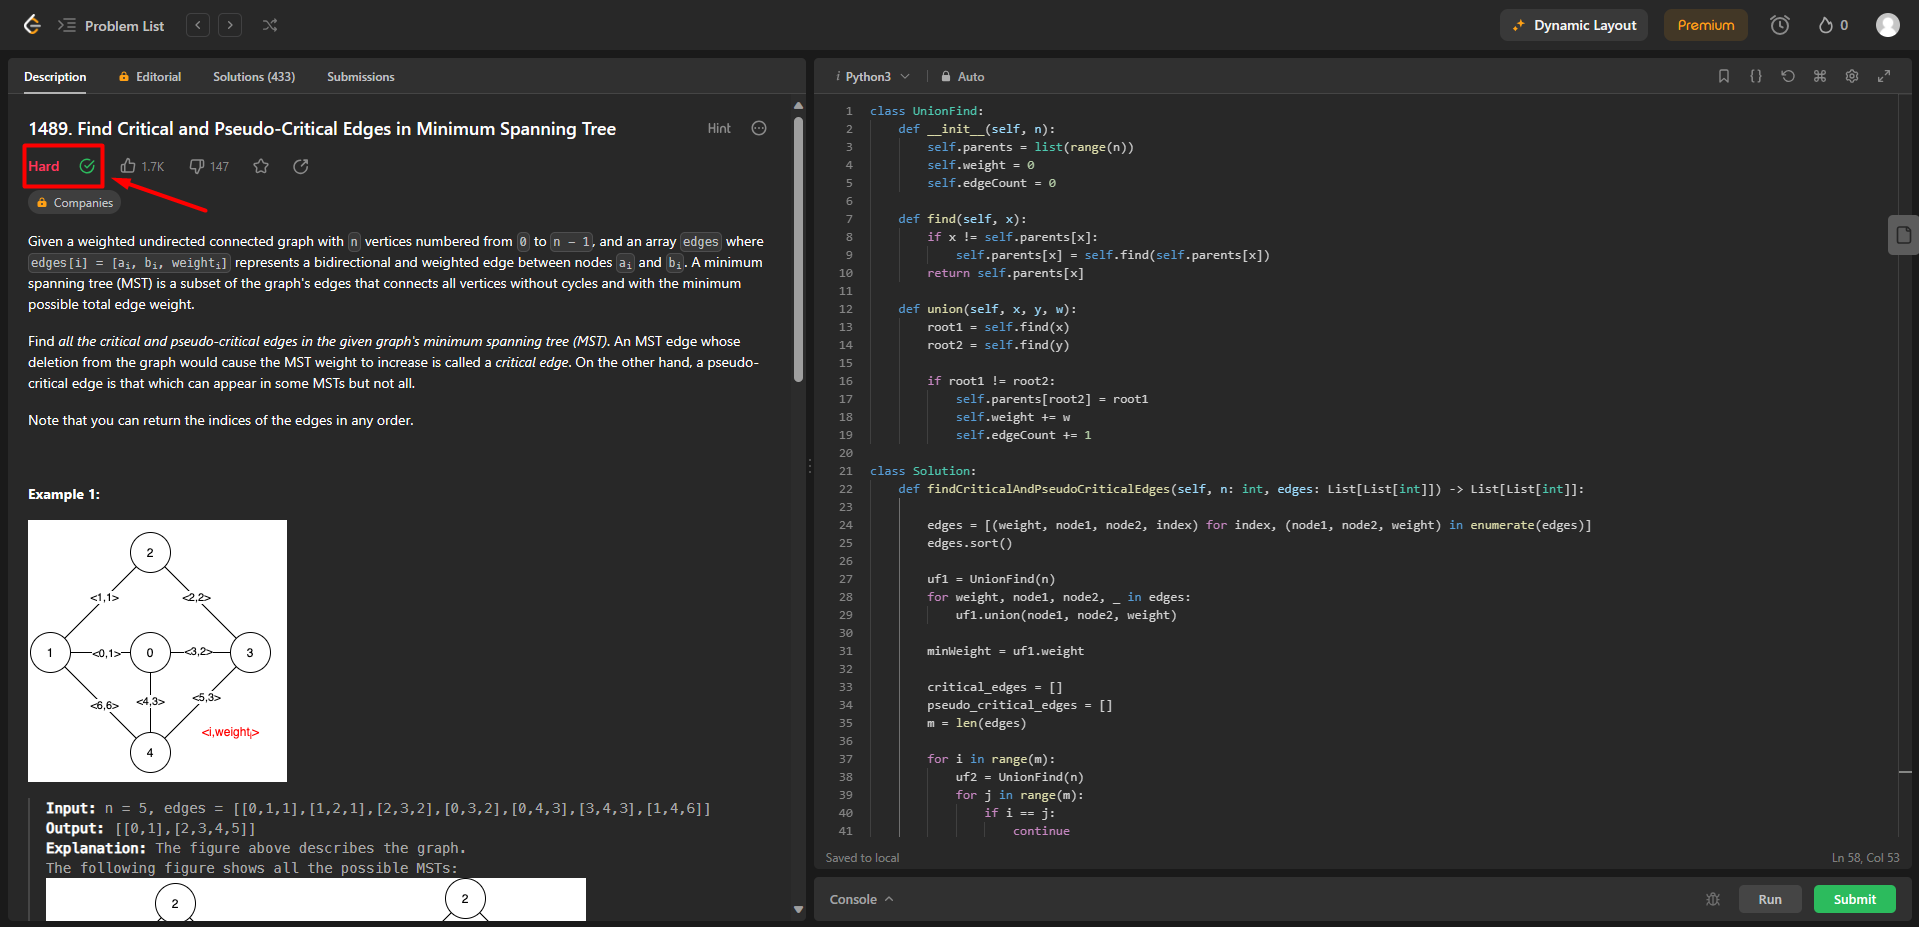 Problem List
Dynamic Layout
Premium
0
Description
Editorial
Solutions (433)
Submissions
1489. Find Critical and Pseudo-Critical Edges in Minimum Spanning Tree
Hint
Hard
1.7K
147
Companies
Given a weighted undirected connected graph with n vertices numbered from 0 to n - 1, and an array edges where
edges[i] = [aᵢ, bᵢ, weightᵢ] represents a bidirectional and weighted edge between nodes aᵢ and bᵢ. A minimum
spanning tree (MST) is a subset of the graph's edges that connects all vertices without cycles and with the minimum
possible total edge weight.
Find all the critical and pseudo-critical edges in the given graph's minimum spanning tree (MST). An MST edge whose
deletion from the graph would cause the MST weight to increase is called a critical edge. On the other hand, a pseudo-
critical edge is that which can appear in some MSTs but not all.
Note that you can return the indices of the edges in any order.
Example 1:
2
<1,1>
<2,2>
1
<0,1>
0
<3,2>
3
<6,6>
<4,3>
<5,3>
<i,weightᵢ>
4
Input: n = 5, edges = [[0,1,1],[1,2,1],[2,3,2],[0,3,2],[0,4,3],[3,4,3],[1,4,6]]
Output: [[0,1],[2,3,4,5]]
Explanation: The figure above describes the graph.
The following figure shows all the possible MSTs:
2
2
i Python3
Auto
1 class UnionFind:
2 def __init__(self, n):
3 self.parents = list(range(n))
4 self.weight = 0
5 self.edgeCount = 0
6
7 def find(self, x):
8 if x != self.parents[x]:
9 self.parents[x] = self.find(self.parents[x])
10 return self.parents[x]
11
12 def union(self, x, y, w):
13 root1 = self.find(x)
14 root2 = self.find(y)
15
16 if root1 != root2:
17 self.parents[root2] = root1
18 self.weight += w
19 self.edgeCount += 1
20
21 class Solution:
22 def findCriticalAndPseudoCriticalEdges(self, n: int, edges: List[List[int]]) -> List[List[int]]:
23
24 edges = [(weight, node1, node2, index) for index, (node1, node2, weight) in enumerate(edges)]
25 edges.sort()
26
27 uf1 = UnionFind(n)
28 for weight, node1, node2, _ in edges:
29 uf1.union(node1, node2, weight)
30
31 minWeight = uf1.weight
32
33 critical_edges = []
34 pseudo_critical_edges = []
35 m = len(edges)
36
37 for i in range(m):
38 uf2 = UnionFind(n)
39 for j in range(m):
40 if i == j:
41 continue
Saved to local
Ln 58, Col 53
Console
Run
Submit